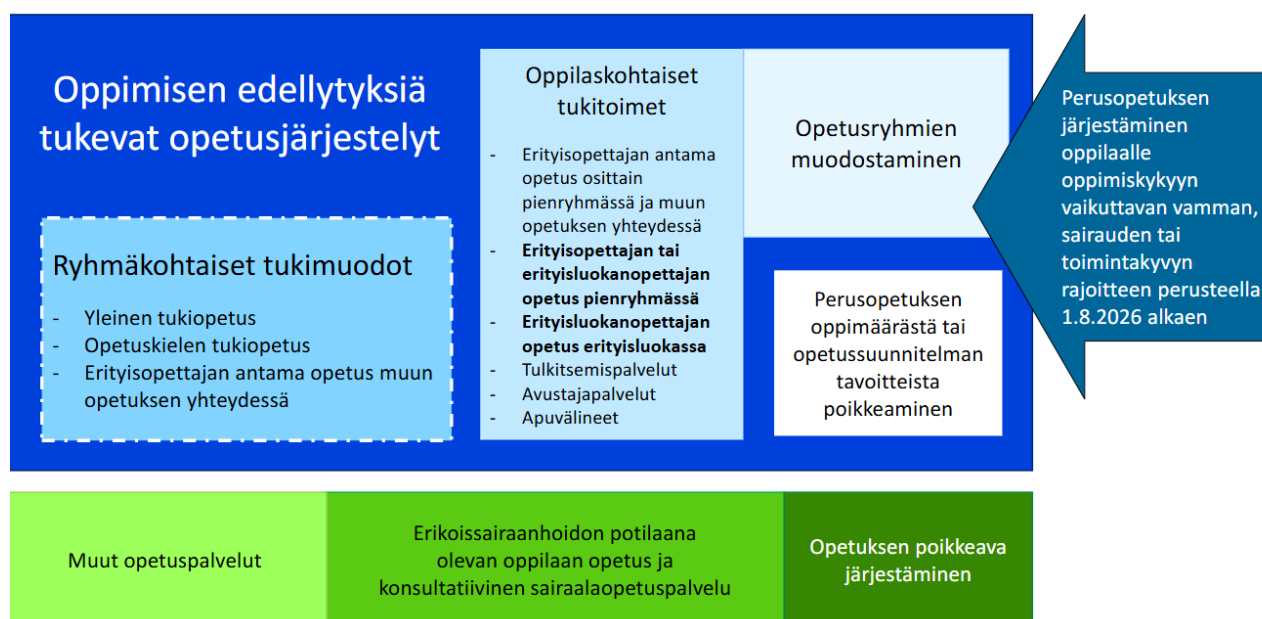 Oppimisen edellytyksiä
tukevat opetusjärjestelyt
Ryhmäkohtaiset tukimuodot
- Yleinen tukiopetus
- Opetuskielen tukiopetus
- Erityisopettajan antama opetus muun
opetuksen yhteydessä
Oppilaskohtaiset
tukitoimet
- Erityisopettajan antama
opetus osittain
pienryhmässä ja muun
opetuksen yhteydessä
- Erityisopettajan tai
erityisluokanopettajan
opetus pienryhmässä
- Erityisluokanopettajan
opetus erityisluokassa
- Tulkitsemispalvelut
- Avustajapalvelut
- Apuvälineet
Opetusryhmien
muodostaminen
Perusopetuksen
oppimäärästä tai
opetussuunnitelman
tavoitteista
poikkeaminen
Perusopetuksen
järjestäminen
oppilaalle
oppimiskykyyn
vaikuttavan vamman,
sairauden tai
toimintakyvyn
rajoitteen perusteella
1.8.2026 alkaen
Muut opetuspalvelut
Erikoissairaanhoidon potilaana
olevan oppilaan opetus ja
konsultatiivinen sairaalaopetuspalvelu
Opetuksen poikkeava
järjestäminen